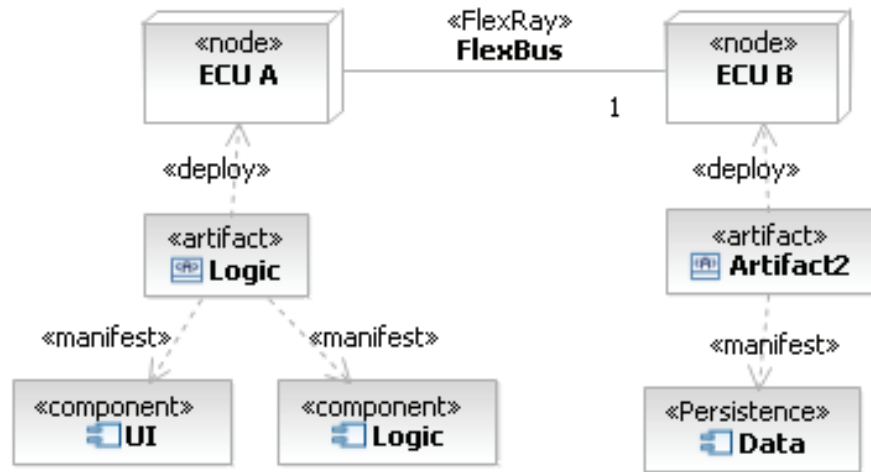 «FlexRay»
FlexBus
«node»
ECU A
«node»
ECU B
1
«deploy»
«deploy»
«artifact»
Logic
«artifact»
Artifact2
«manifest»
«manifest»
«manifest»
«component»
UI
«component»
Logic
«Persistence»
Data